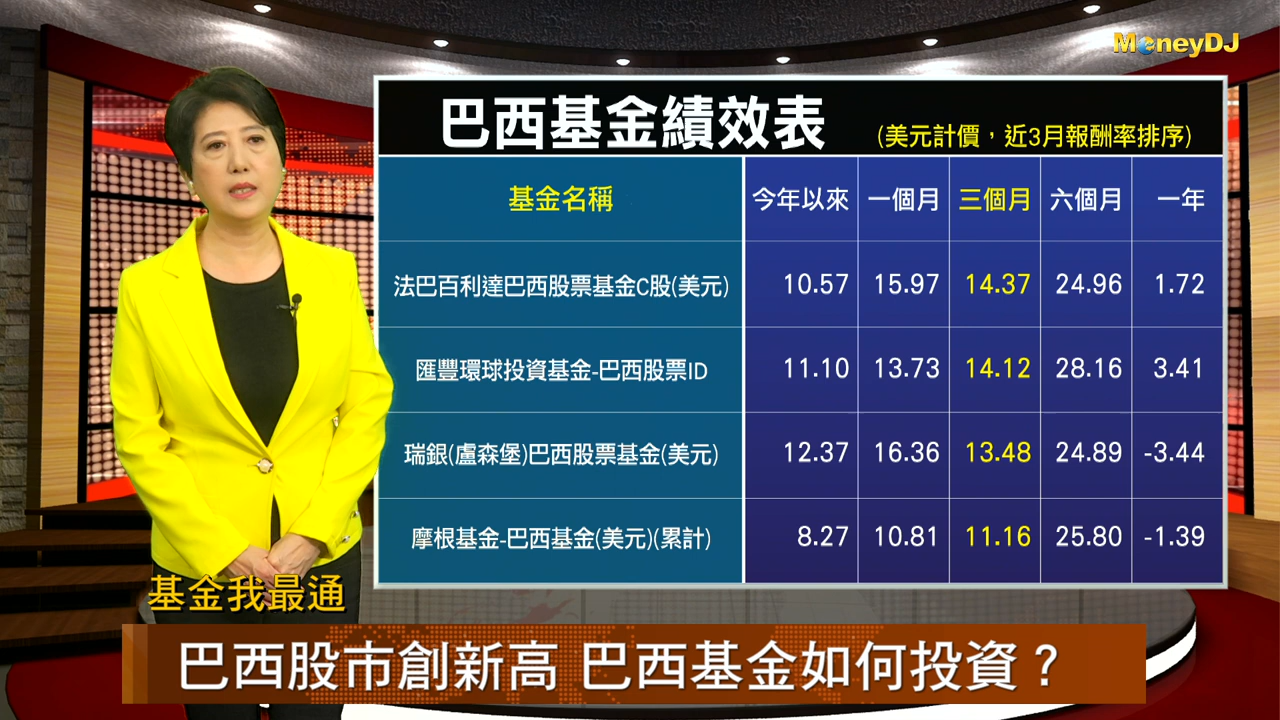 MoneyDJ
巴西基金績效表 (美元計價，近3月報酬率排序)
基金名稱 今年以來 一個月 三個月 六個月 一年
法巴百利達巴西股票基金C股(美元) 10.57 15.97 14.37 24.96 1.72
匯豐環球投資基金-巴西股票ID 11.10 13.73 14.12 28.16 3.41
瑞銀(盧森堡)巴西股票基金(美元) 12.37 16.36 13.48 24.89 -3.44
摩根基金-巴西基金(美元)(累計) 8.27 10.81 11.16 25.80 -1.39
基金我最通
巴西股市創新高 巴西基金如何投資？